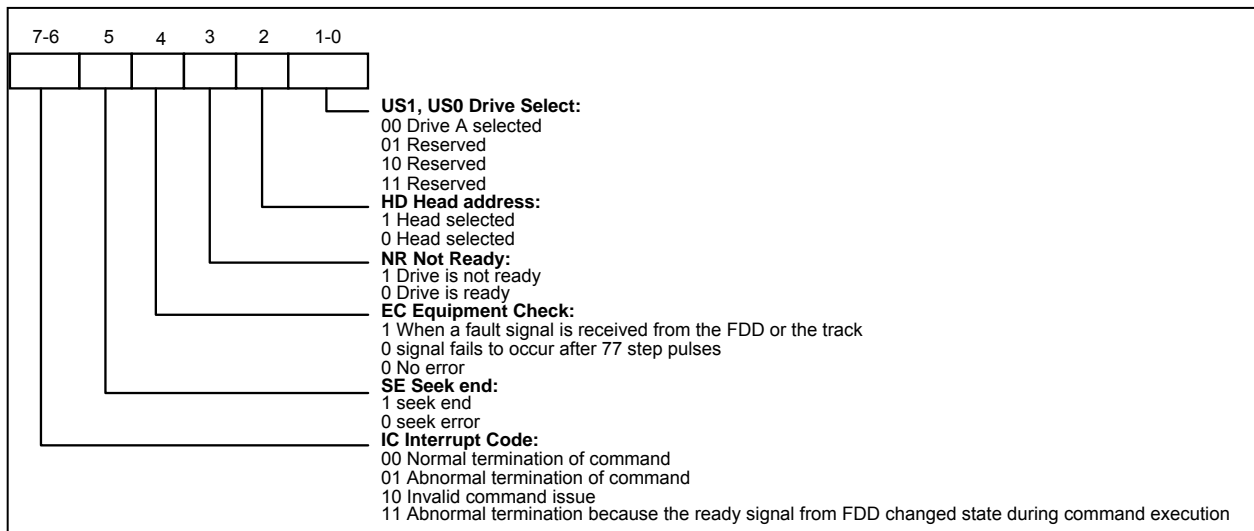 7-6 5 4 3 2 1-0
US1, US0 Drive Select:
00 Drive A selected
01 Reserved
10 Reserved
11 Reserved
HD Head address:
1 Head selected
0 Head selected
NR Not Ready:
1 Drive is not ready
0 Drive is ready
EC Equipment Check:
1 When a fault signal is received from the FDD or the track
0 signal fails to occur after 77 step pulses
0 No error
SE Seek end:
1 seek end
0 seek error
IC Interrupt Code:
00 Normal termination of command
01 Abnormal termination of command
10 Invalid command issue
11 Abnormal termination because the ready signal from FDD changed state during command execution